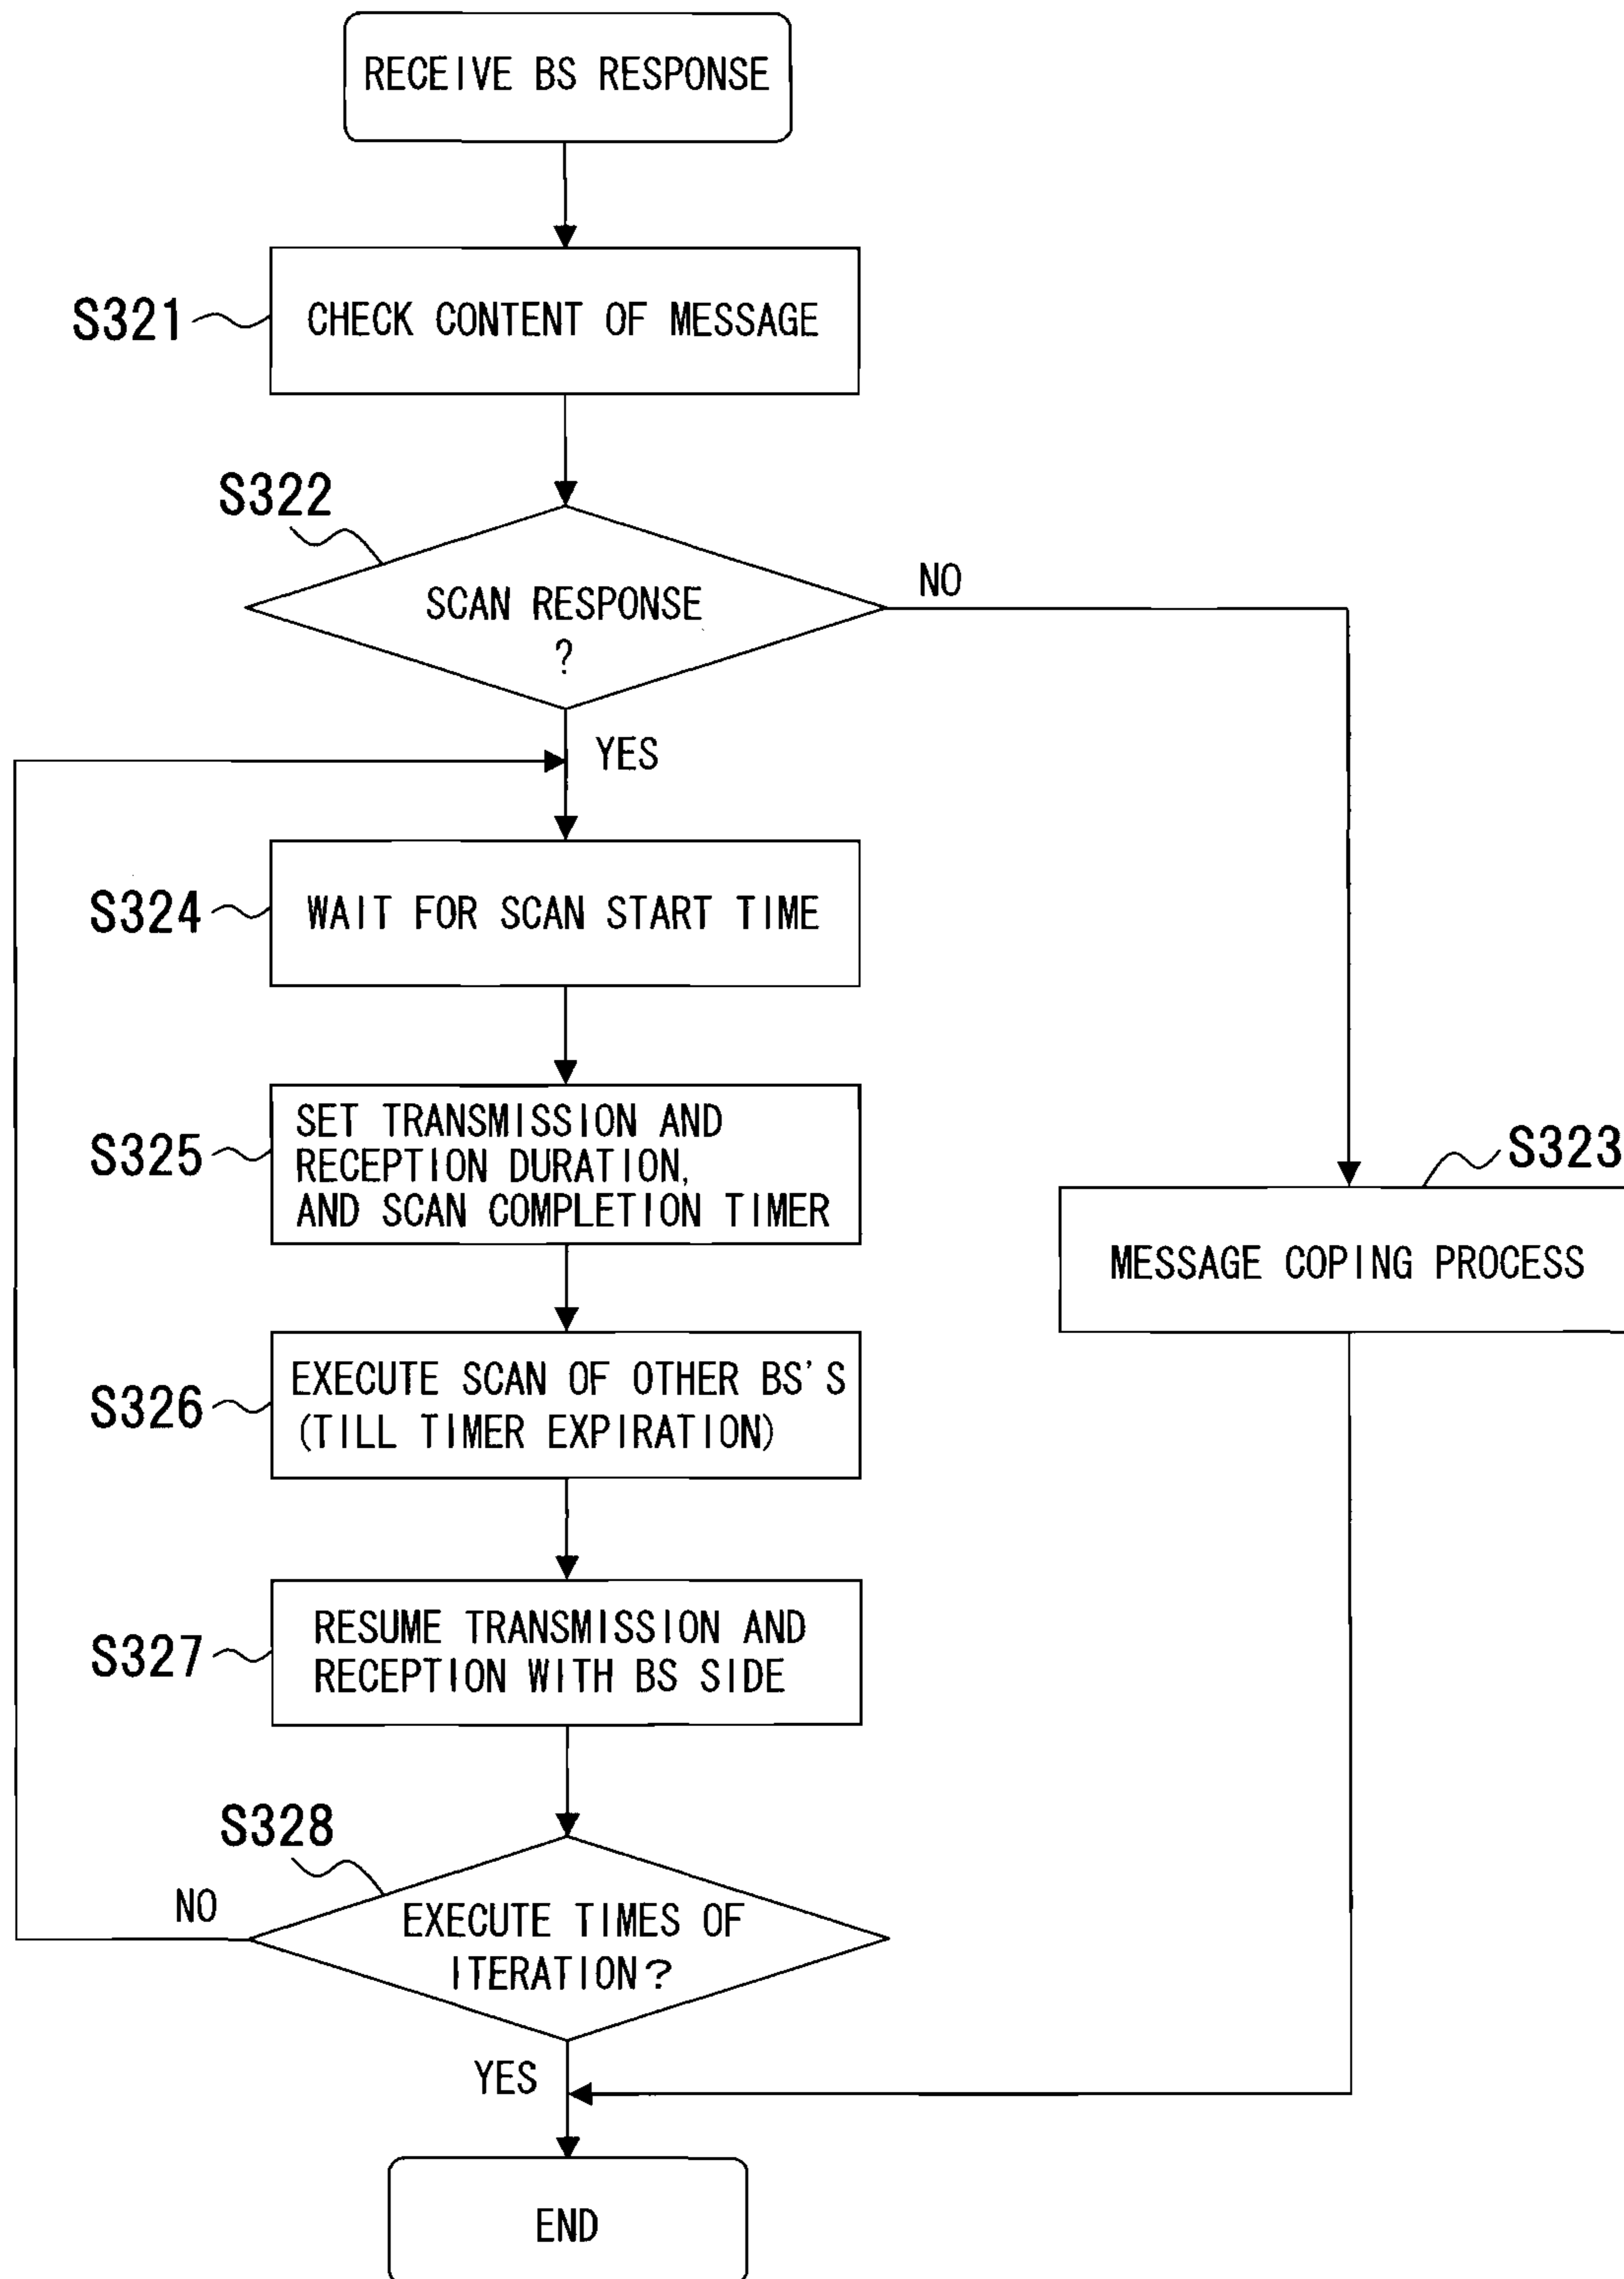 RECEIVE BS RESPONSE
S321
CHECK CONTENT OF MESSAGE
S322
SCAN RESPONSE
?
NO
YES
S324
WAIT FOR SCAN START TIME
S325
SET TRANSMISSION AND
RECEPTION DURATION,
AND SCAN COMPLETION TIMER
S323
MESSAGE COPING PROCESS
S326
EXECUTE SCAN OF OTHER BS'S
(TILL TIMER EXPIRATION)
S327
RESUME TRANSMISSION AND
RECEPTION WITH BS SIDE
S328
NO
EXECUTE TIMES OF
ITERATION?
YES
END